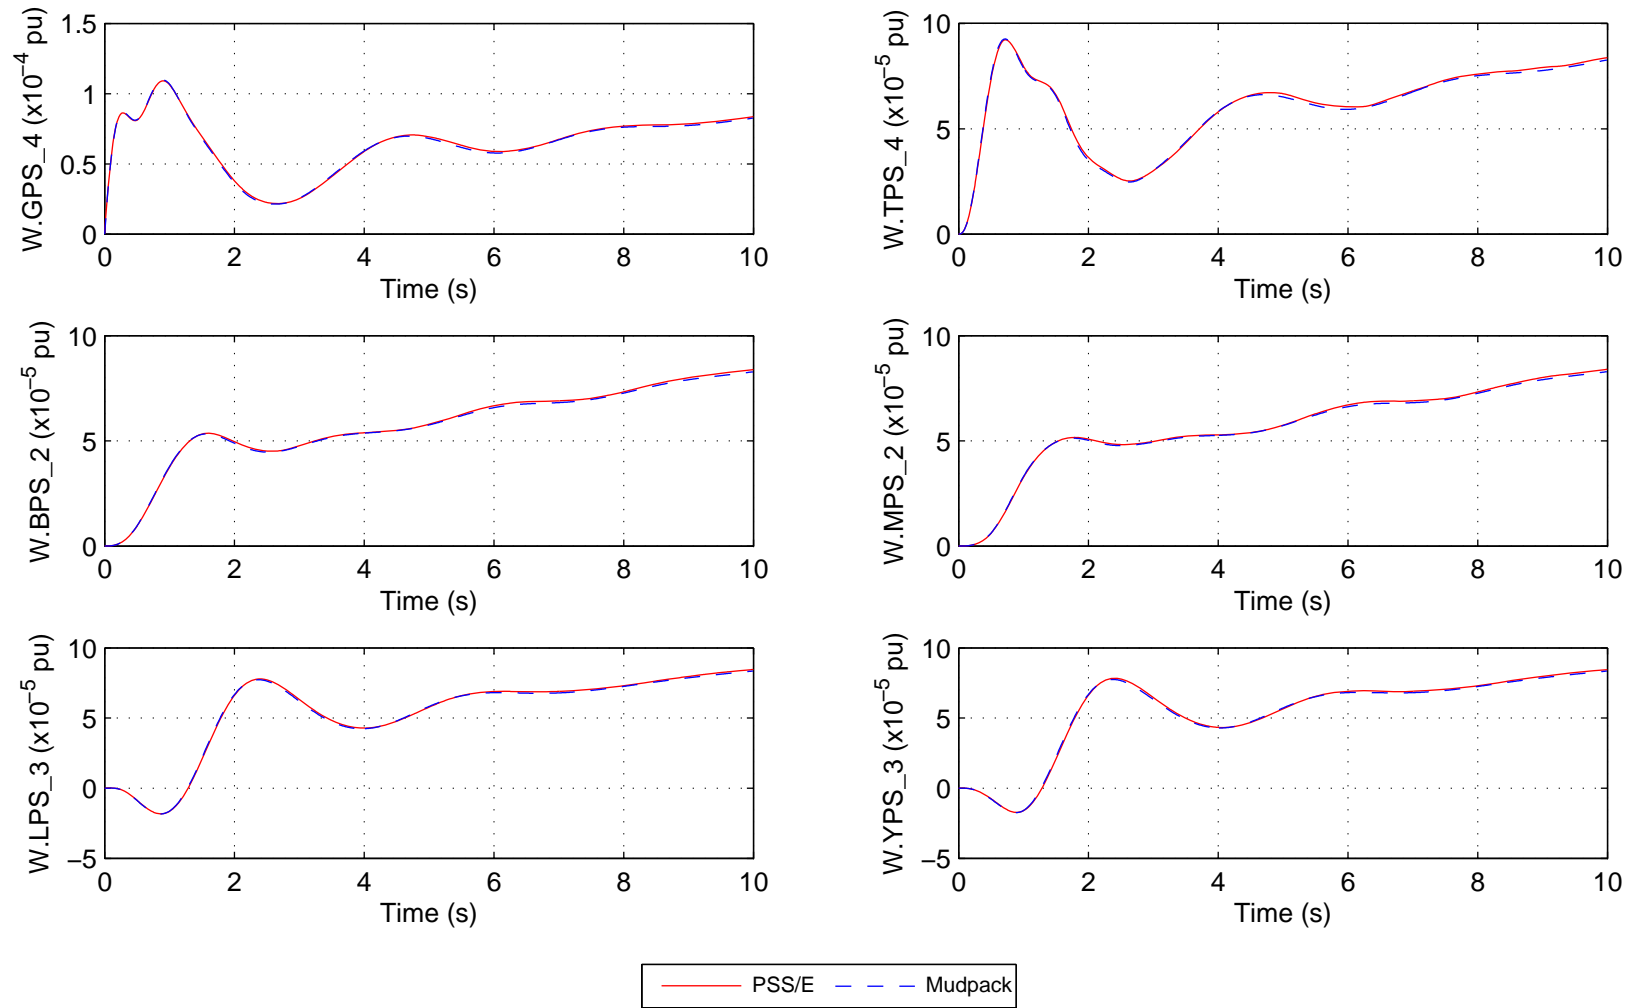 W.GPS_4 (x10⁻⁴ pu)
1.5
1
0.5
0
0 2 4 6 8 10
Time (s)
W.TPS_4 (x10⁻⁵ pu)
10
5
0
0 2 4 6 8 10
Time (s)
W.BPS_2 (x10⁻⁵ pu)
10
5
0
0 2 4 6 8 10
Time (s)
W.MPS_2 (x10⁻⁵ pu)
10
5
0
0 2 4 6 8 10
Time (s)
W.LPS_3 (x10⁻⁵ pu)
10
5
0
−5
0 2 4 6 8 10
Time (s)
W.YPS_3 (x10⁻⁵ pu)
10
5
0
−5
0 2 4 6 8 10
Time (s)
PSS/E Mudpack